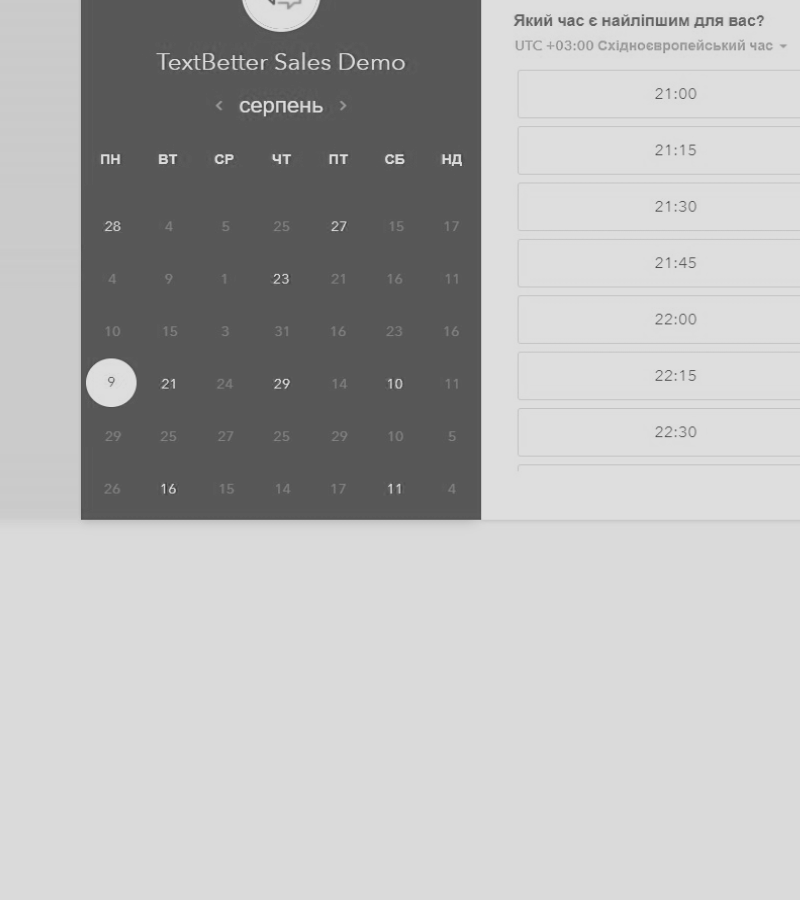 TextBetter Sales Demo
‹ серпень ›
ПН ВТ СР ЧТ ПТ СБ НД
28 4 5 25 27 15 17
4 9 1 23 21 16 11
10 15 3 31 16 23 16
9 21 24 29 14 10 11
29 25 27 25 29 10 5
26 16 15 14 17 11 4
Який час є найліпшим для вас?
UTC +03:00 Східноєвропейський час
21:00
21:15
21:30
21:45
22:00
22:15
22:30